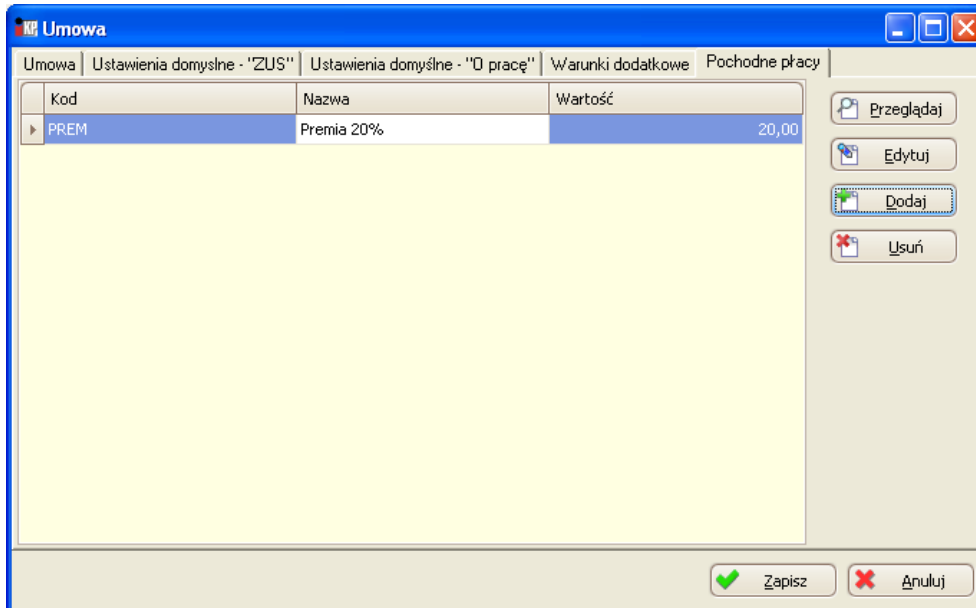 KP Umowa
Umowa Ustawienia domyslne - "ZUS" Ustawienia domyślne - "O pracę" Warunki dodatkowe Pochodne płacy
Kod Nazwa Wartość
PREM Premia 20% 20,00
Przeglądaj
Edytuj
Dodaj
Usuń
Zapisz Anuluj